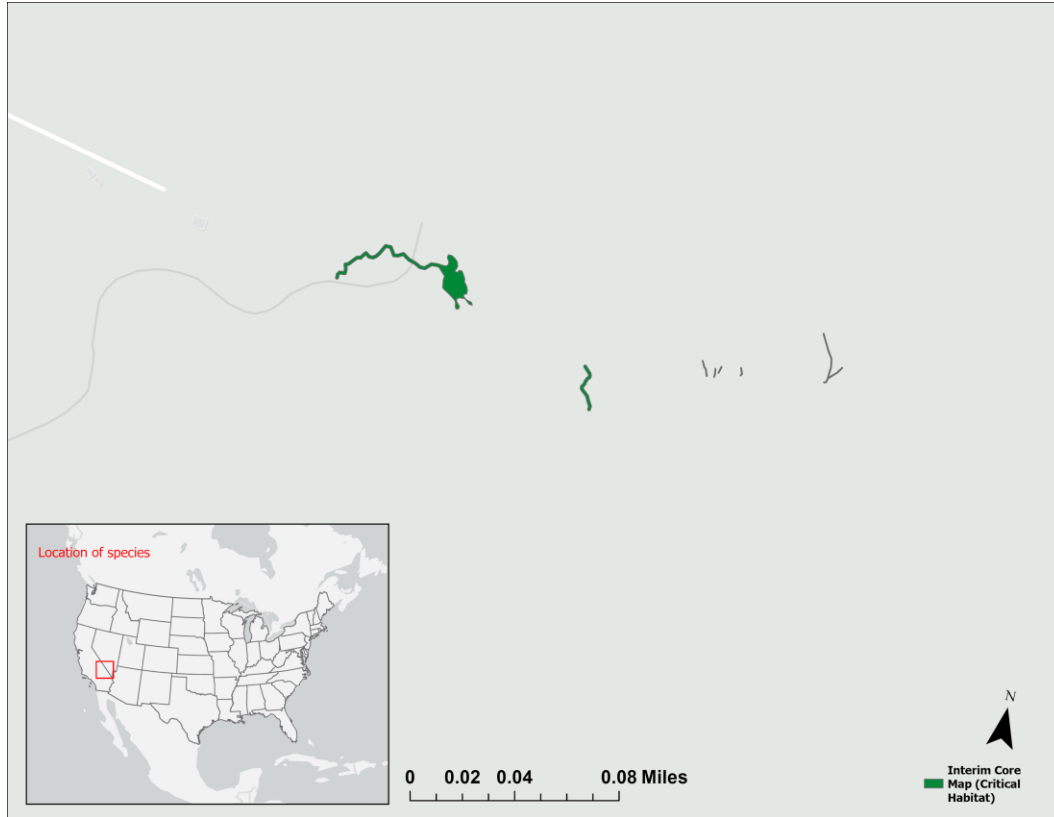 Location of species
0 0.02 0.04 0.08 Miles
N
Interim Core
Map (Critical
Habitat)